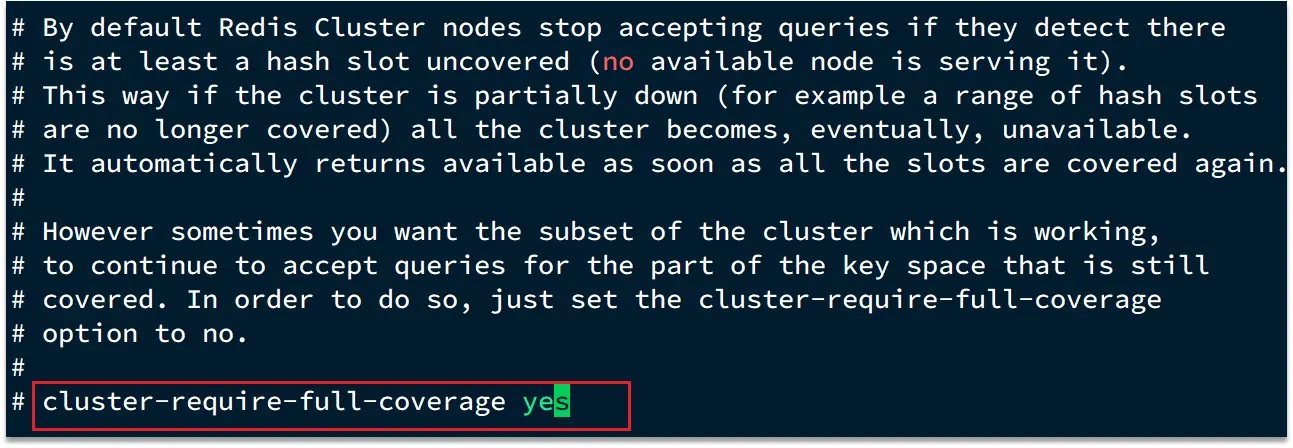 # By default Redis Cluster nodes stop accepting queries if they detect there
# is at least a hash slot uncovered (no available node is serving it).
# This way if the cluster is partially down (for example a range of hash slots
# are no longer covered) all the cluster becomes, eventually, unavailable.
# It automatically returns available as soon as all the slots are covered again.
#
# However sometimes you want the subset of the cluster which is working,
# to continue to accept queries for the part of the key space that is still
# covered. In order to do so, just set the cluster-require-full-coverage
# option to no.
#
# cluster-require-full-coverage yes